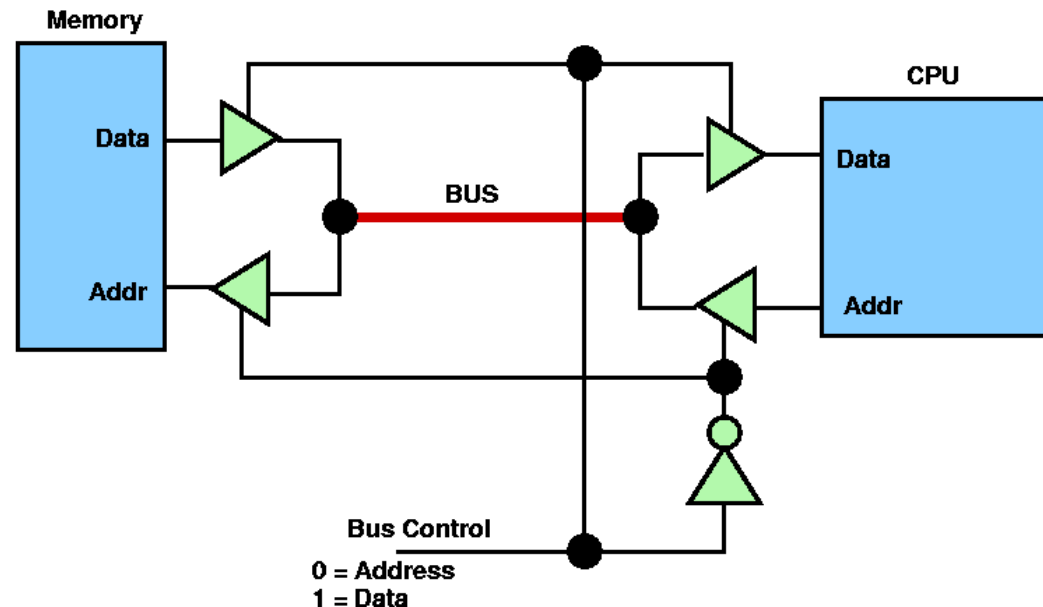 Memory
CPU
Data
Data
BUS
Addr
Addr
Bus Control
0 = Address
1 = Data